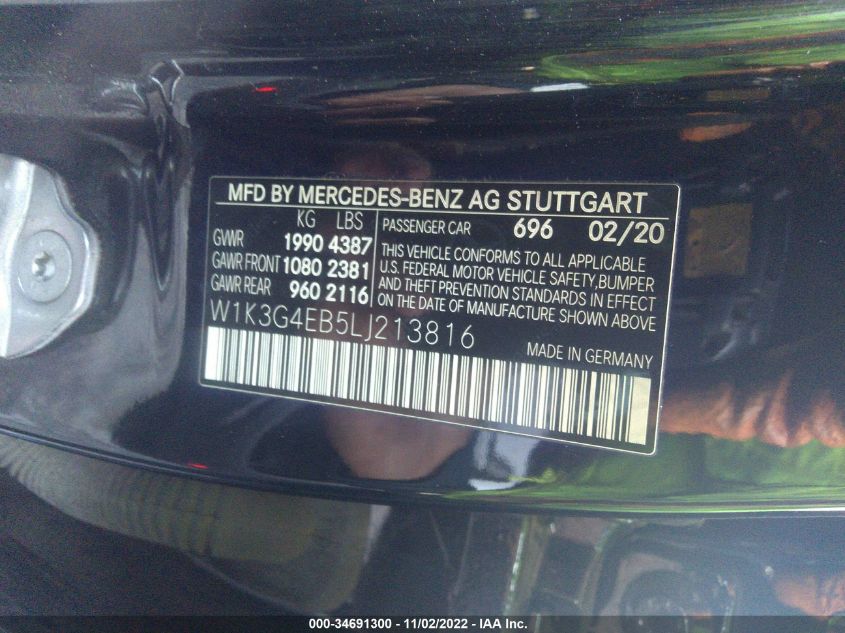 MFD BY MERCEDES-BENZ AG STUTTGART
KG LBS
GVWR 1990 4387
GAWR FRONT 1080 2381
GAWR REAR 960 2116
PASSENGER CAR 696 02/20
THIS VEHICLE CONFORMS TO ALL APPLICABLE
U.S. FEDERAL MOTOR VEHICLE SAFETY,BUMPER
AND THEFT PREVENTION STANDARDS IN EFFECT
ON THE DATE OF MANUFACTURE SHOWN ABOVE
W1K3G4EB5LJ213816
MADE IN GERMANY
000-34691300 - 11/02/2022 - IAA Inc.